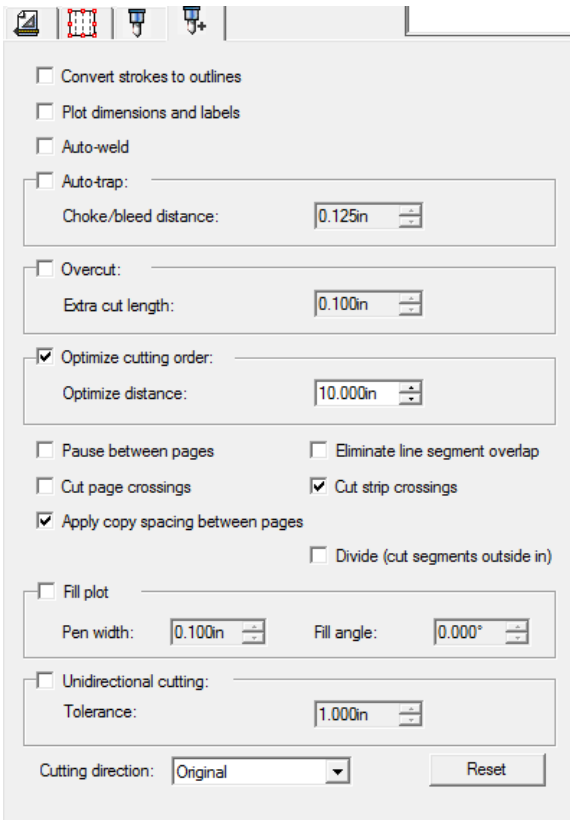 Convert strokes to outlines
Plot dimensions and labels
Auto-weld
Auto-trap:
Choke/bleed distance: 0.125in
Overcut:
Extra cut length: 0.100in
Optimize cutting order:
Optimize distance: 10.000in
Pause between pages Eliminate line segment overlap
Cut page crossings Cut strip crossings
Apply copy spacing between pages
Divide (cut segments outside in)
Fill plot
Pen width: 0.100in Fill angle: 0.000°
Unidirectional cutting:
Tolerance: 1.000in
Cutting direction: Original Reset